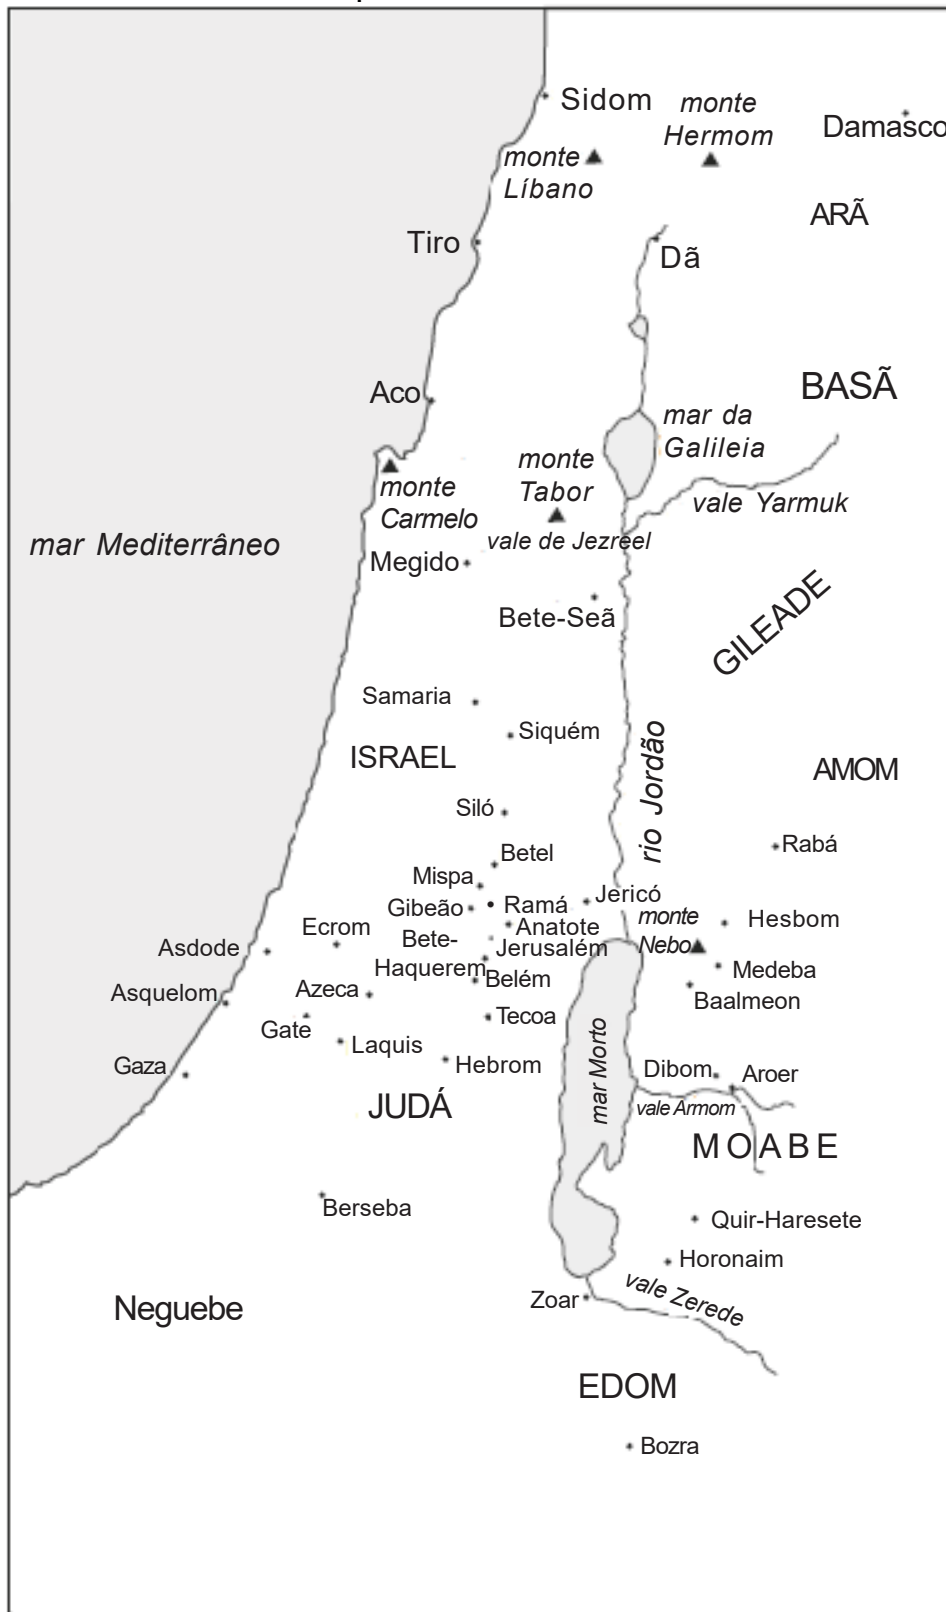 Sidom
monte
Hermom
Damasco
monte
Líbano
ARÃ
Tiro
Dã
BASÃ
Aco
mar da
Galileia
monte
Tabor
monte
Carmelo
vale Yarmuk
mar Mediterrâneo
vale de Jezreel
Megido
Bete-Seã
GILEADE
Samaria
Siquém
ISRAEL
rio Jordão
AMOM
Siló
Rabá
Betel
Mispa
Jericó
Gibeão
Ramá
monte
Nebo
Hesbom
Anatote
Ecrom
Bete-
Haquerem
Jerusalém
Asdode
Medeba
Belém
Azeca
Asquelom
Baalmeon
Tecoa
Gate
Laquis
Hebrom
Gaza
mar Morto
Dibom
Aroer
JUDÁ
vale Armom
MOABE
Berseba
Quir-Haresete
Horonaim
Neguebe
Zoar
vale Zerede
EDOM
Bozra